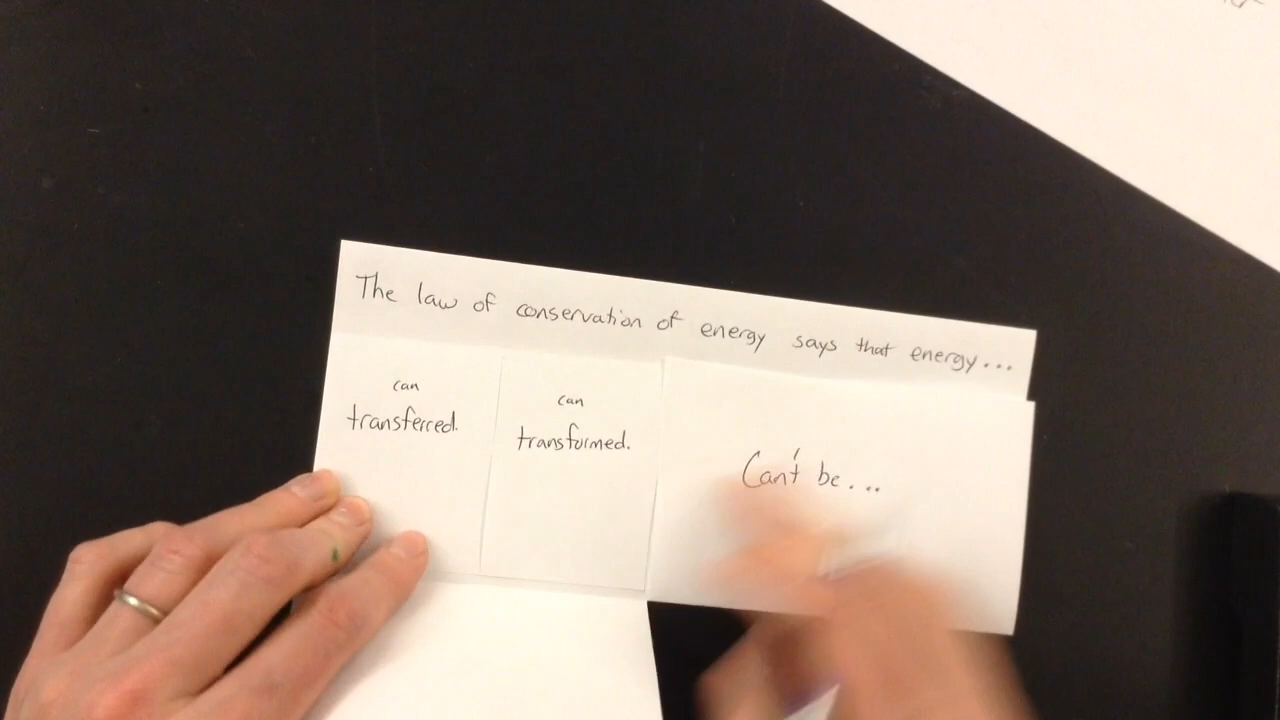 The law of conservation of energy says that energy...
can
transferred.
can
transformed.
Can't be...